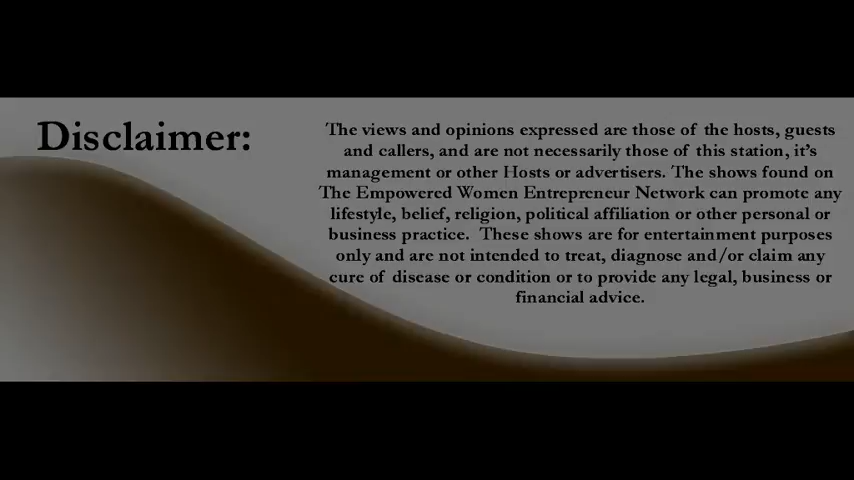 Disclaimer:
The views and opinions expressed are those of the hosts, guests
and callers, and are not necessarily those of this station, it's
management or other Hosts or advertisers. The shows found on
The Empowered Women Entrepreneur Network can promote any
lifestyle, belief, religion, political affiliation or other personal or
business practice. These shows are for entertainment purposes
only and are not intended to treat, diagnose and/or claim any
cure of disease or condition or to provide any legal, business or
financial advice.